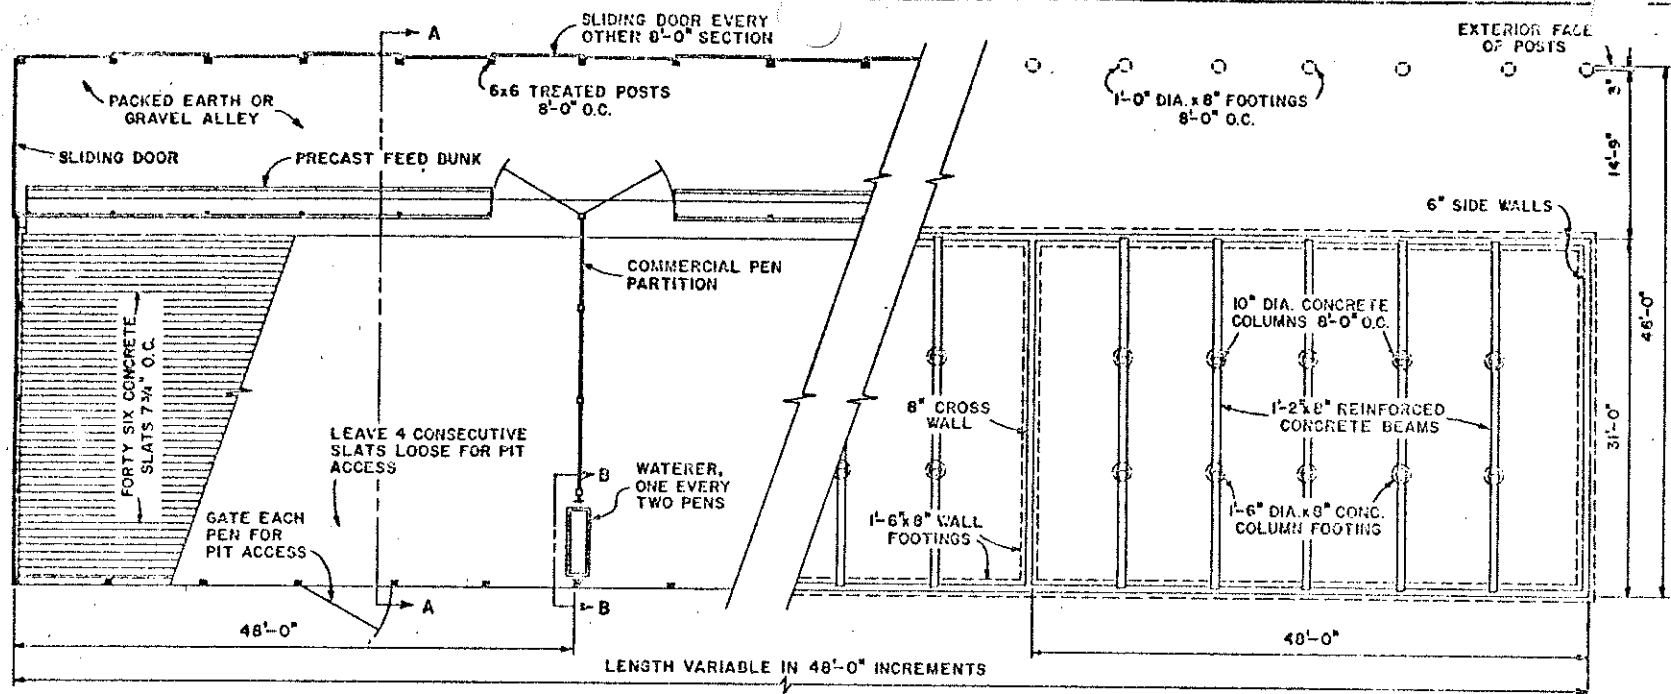 A
SLIDING DOOR EVERY
OTHER 8'-0" SECTION
EXTERIOR FACE
OF POSTS
PACKED EARTH OR
GRAVEL ALLEY
6x6 TREATED POSTS
8'-0" O.C.
1'-0" DIA. x 8" FOOTINGS
8'-0" O.C.
3"
14'-9"
SLIDING DOOR
PRECAST FEED BUNK
6" SIDE WALLS
COMMERCIAL PEN
PARTITION
FORTY SIX CONCRETE
SLATS 7 3/4" O.C.
10" DIA. CONCRETE
COLUMNS 8'-0" O.C.
46'-0"
31'-0"
8" CROSS
WALL
1'-2"x8" REINFORCED
CONCRETE BEAMS
LEAVE 4 CONSECUTIVE
SLATS LOOSE FOR PIT
ACCESS
B
WATERER,
ONE EVERY
TWO PENS
GATE EACH
PEN FOR
PIT ACCESS
1'-6"x8" WALL
FOOTINGS
1'-6" DIA. x 8" CONC.
COLUMN FOOTING
A
B
48'-0"
48'-0"
LENGTH VARIABLE IN 48'-0" INCREMENTS